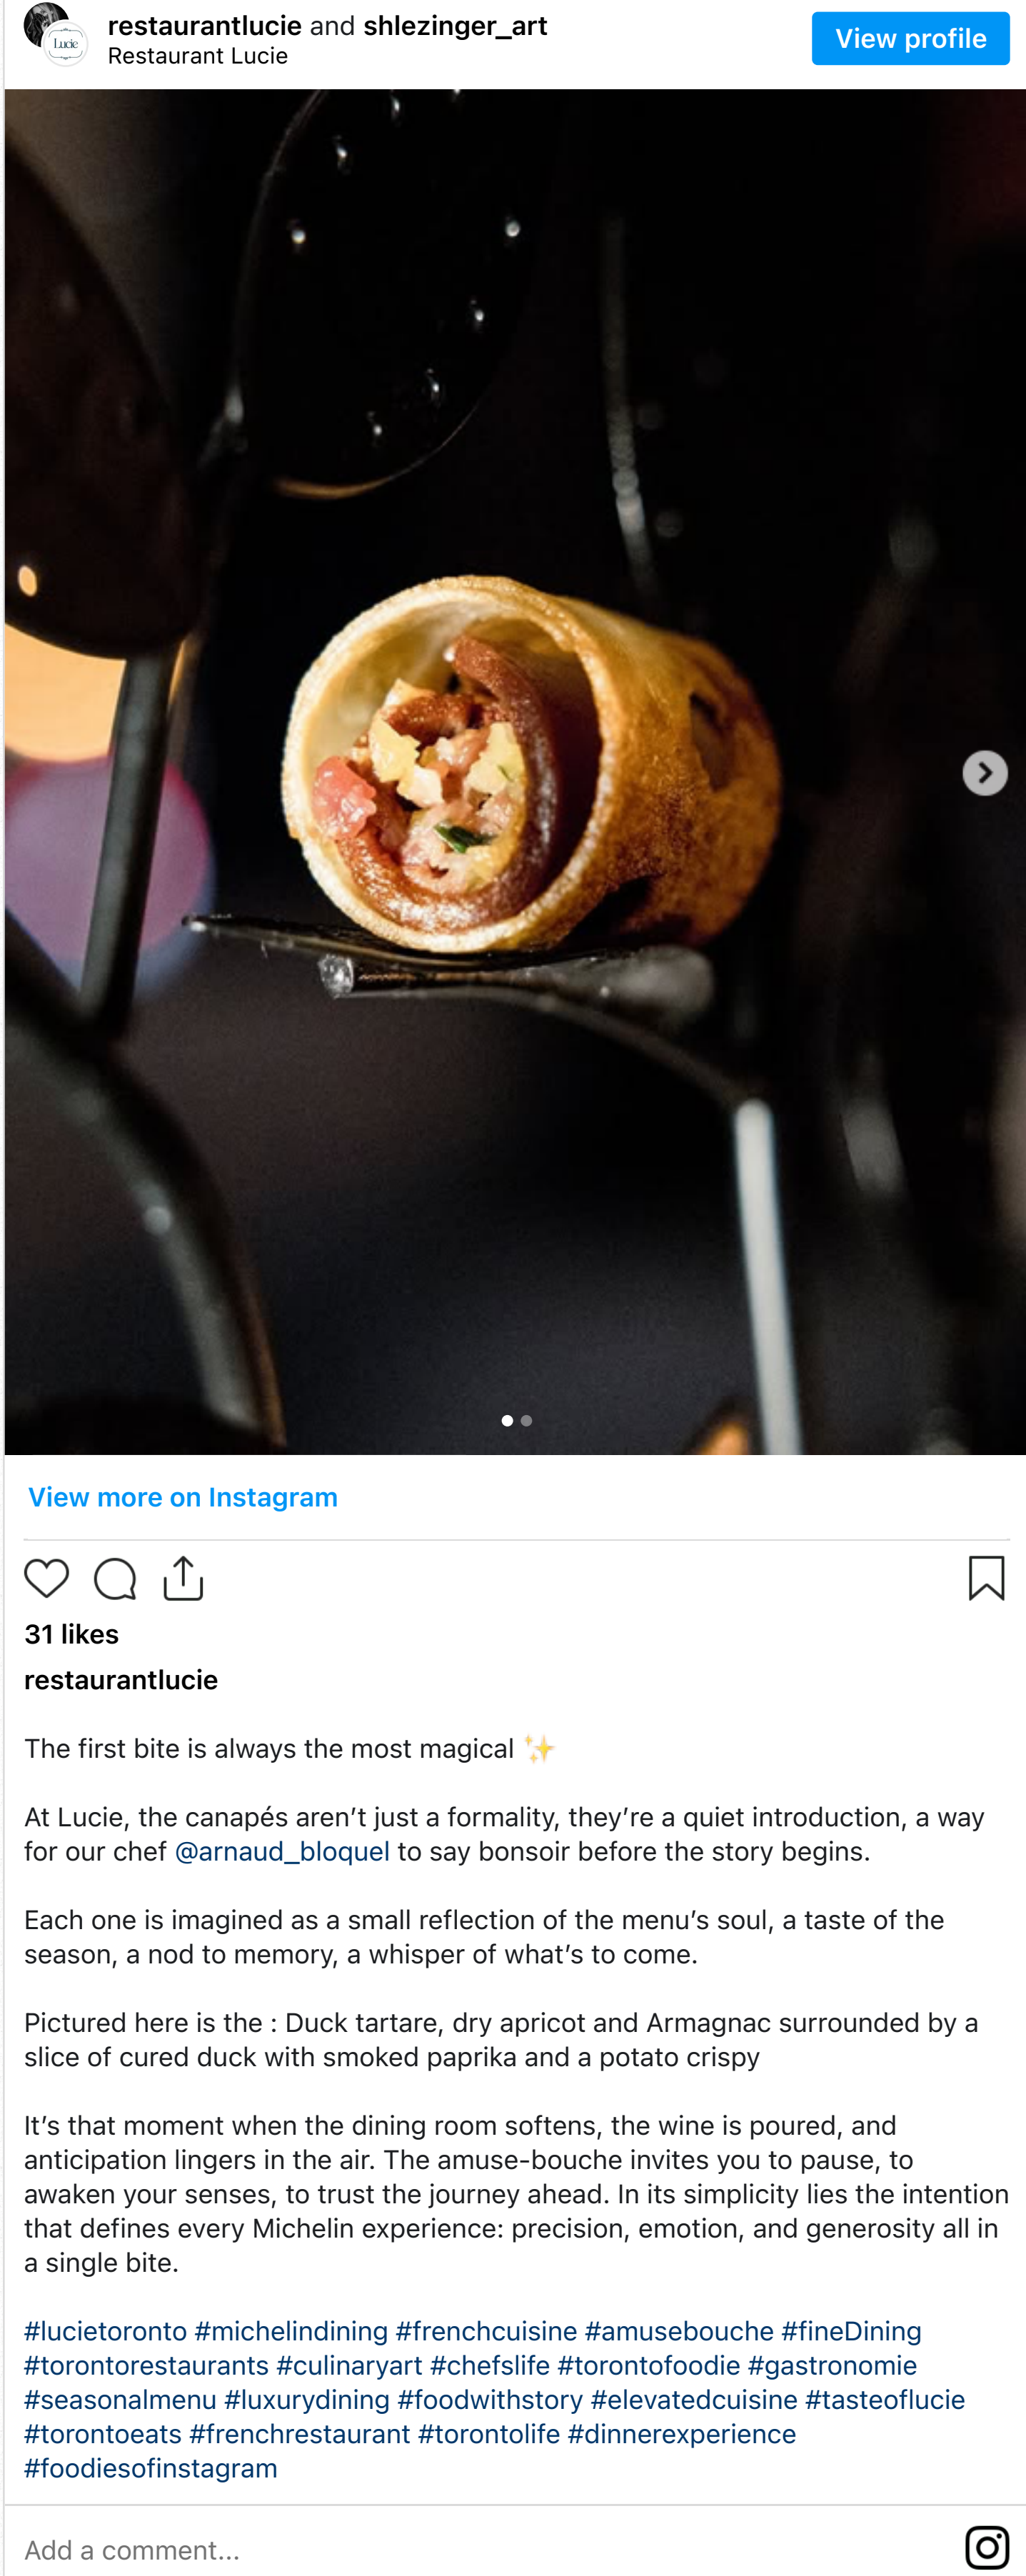 restaurantlucie and shlezinger_art
Restaurant Lucie
Lucie
View profile
View more on Instagram
31 likes
restaurantlucie
The first bite is always the most magical ✨
At Lucie, the canapés aren’t just a formality, they’re a quiet introduction, a way
for our chef @arnaud_bloquel to say bonsoir before the story begins.
Each one is imagined as a small reflection of the menu’s soul, a taste of the
season, a nod to memory, a whisper of what’s to come.
Pictured here is the : Duck tartare, dry apricot and Armagnac surrounded by a
slice of cured duck with smoked paprika and a potato crispy
It’s that moment when the dining room softens, the wine is poured, and
anticipation lingers in the air. The amuse-bouche invites you to pause, to
awaken your senses, to trust the journey ahead. In its simplicity lies the intention
that defines every Michelin experience: precision, emotion, and generosity all in
a single bite.
#lucietoronto #michelindining #frenchcuisine #amusebouche #fineDining
#torontorestaurants #culinaryart #chefslife #torontofoodie #gastronomie
#seasonalmenu #luxurydining #foodwithstory #elevatedcuisine #tasteoflucie
#torontoeats #frenchrestaurant #torontolife #dinnerexperience
#foodiesofinstagram
Add a comment...